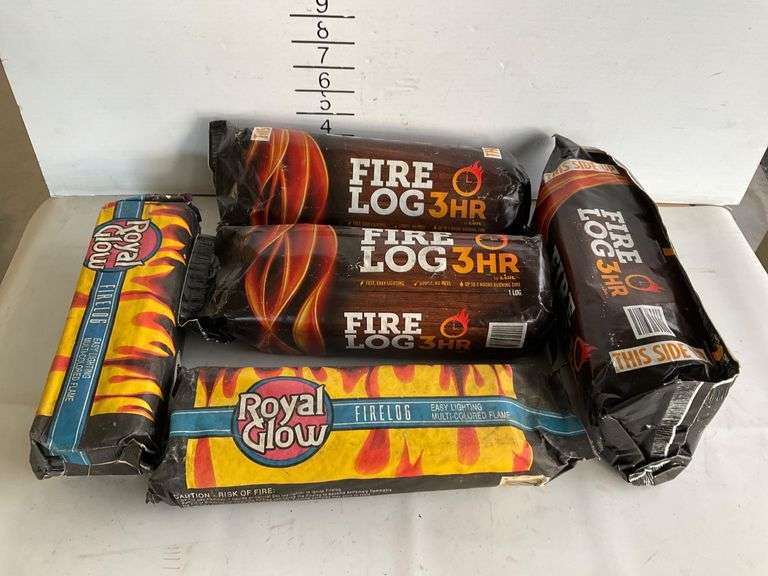 9
8
7
6
5
4
FIRE
LOG 3HR
FIRE
LOG 3HR
FAST, EASY LIGHTING
SIMPLE, NO MESS
UP TO 3 HOURS BURNING TIME
1 LOG
FIRE
LOG 3HR
THIS SIDE UP
FIRE
LOG
3HR
THIS SIDE
Royal
Glow
FIRELOG
EASY LIGHTING
MULTI-COLORED FLAME
Royal
Glow
FIRELOG
EASY LIGHTING
MULTI-COLORED FLAME
CAUTION - RISK OF FIRE: